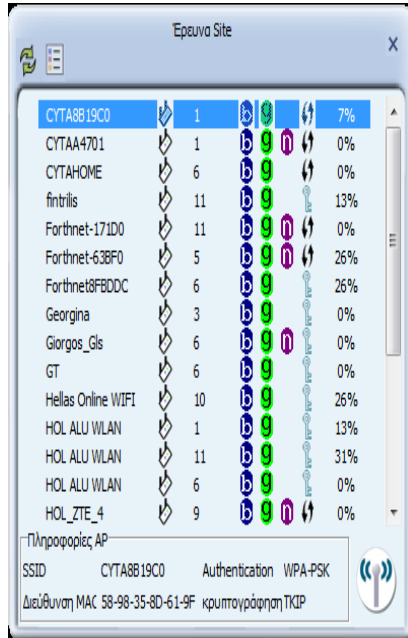 Έρευνα Site
CYTA8B19C0 1 b g 7%
CYTAA4701 1 b g n 0%
CYTAHOME 6 b g 0%
fintrilis 11 b g 13%
Forthnet-171D0 11 b g n 0%
Forthnet-63BF0 5 b g n 26%
Forthnet8FBDDC 6 b g 26%
Georgina 3 b g 0%
Giorgos_Gls 6 b g n 0%
GT 6 b g 0%
Hellas Online WIFI 10 b g 26%
HOL ALU WLAN 1 b g 13%
HOL ALU WLAN 11 b g 31%
HOL ALU WLAN 6 b g 0%
HOL_ZTE_4 9 b g n 0%
Πληροφορίες AP
SSID CYTA8B19C0 Authentication WPA-PSK
Διεύθυνση MAC 58-98-35-8D-61-9F κρυπτογράφηση TKIP